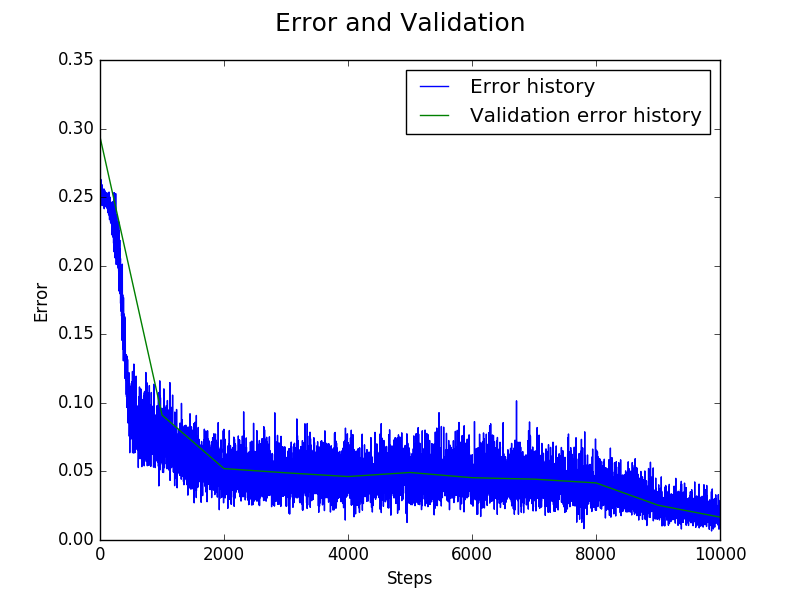 Error and Validation
Error history
Validation error history
0.35
0.30
0.25
0.20
0.15
0.10
0.05
0.00
Error
0
2000
4000
6000
8000
10000
Steps